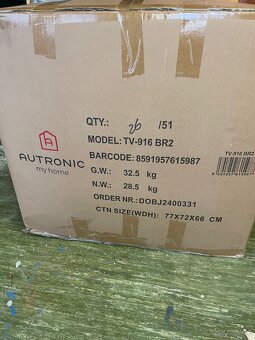 QTY.: 26 /51
MODEL: TV-916 BR2
BARCODE: 8591957615987
G.W.: 32.5 kg
N.W.: 28.5 kg
ORDER NR.: DOBJ2400331
CTN SIZE(WDH): 77X72X66 CM
AUTRONIC
my home
TV-916 BR2